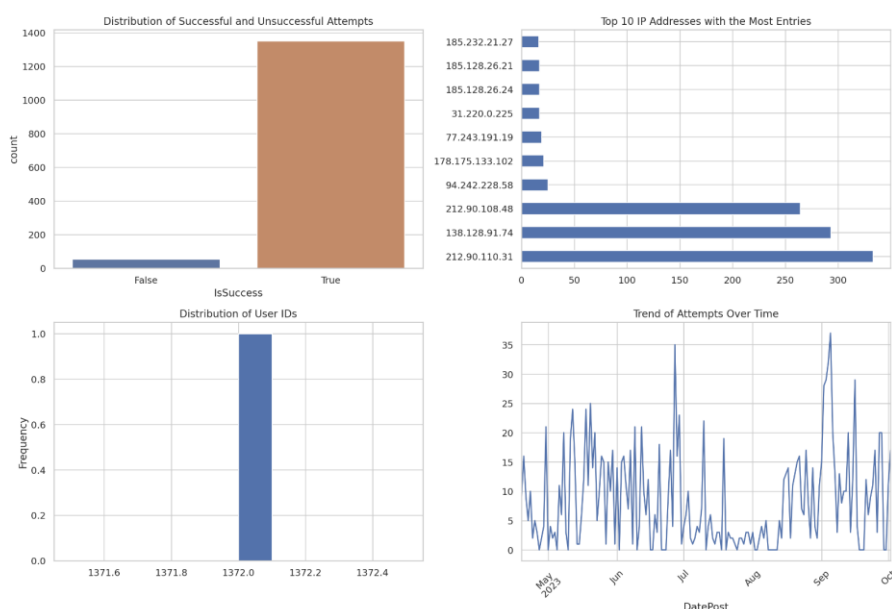 Distribution of Successful and Unsuccessful Attempts
1400
1200
1000
800
600
400
200
0
count
False True
IsSuccess
Top 10 IP Addresses with the Most Entries
185.232.21.27
185.128.26.21
185.128.26.24
31.220.0.225
77.243.191.19
178.175.133.102
94.242.228.58
212.90.108.48
138.128.91.74
212.90.110.31
0 50 100 150 200 250 300
Distribution of User IDs
1.0
0.8
0.6
0.4
0.2
0.0
Frequency
1371.6 1371.8 1372.0 1372.2 1372.4
Trend of Attempts Over Time
35
30
25
20
15
10
5
0
May Jun Jul Aug Sep Oct
2023
DatePost